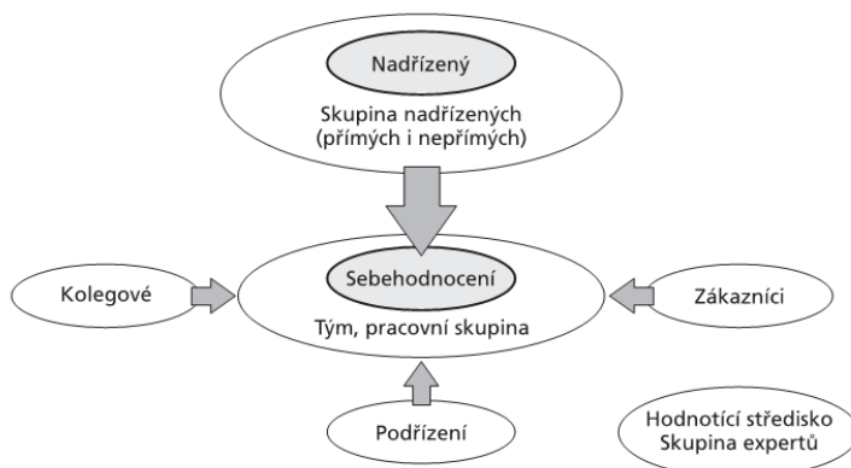 Nadřízený
Skupina nadřízených
(přímých i nepřímých)
Sebehodnocení
Kolegové
Zákazníci
Tým, pracovní skupina
Podřízení
Hodnotící středisko
Skupina expertů